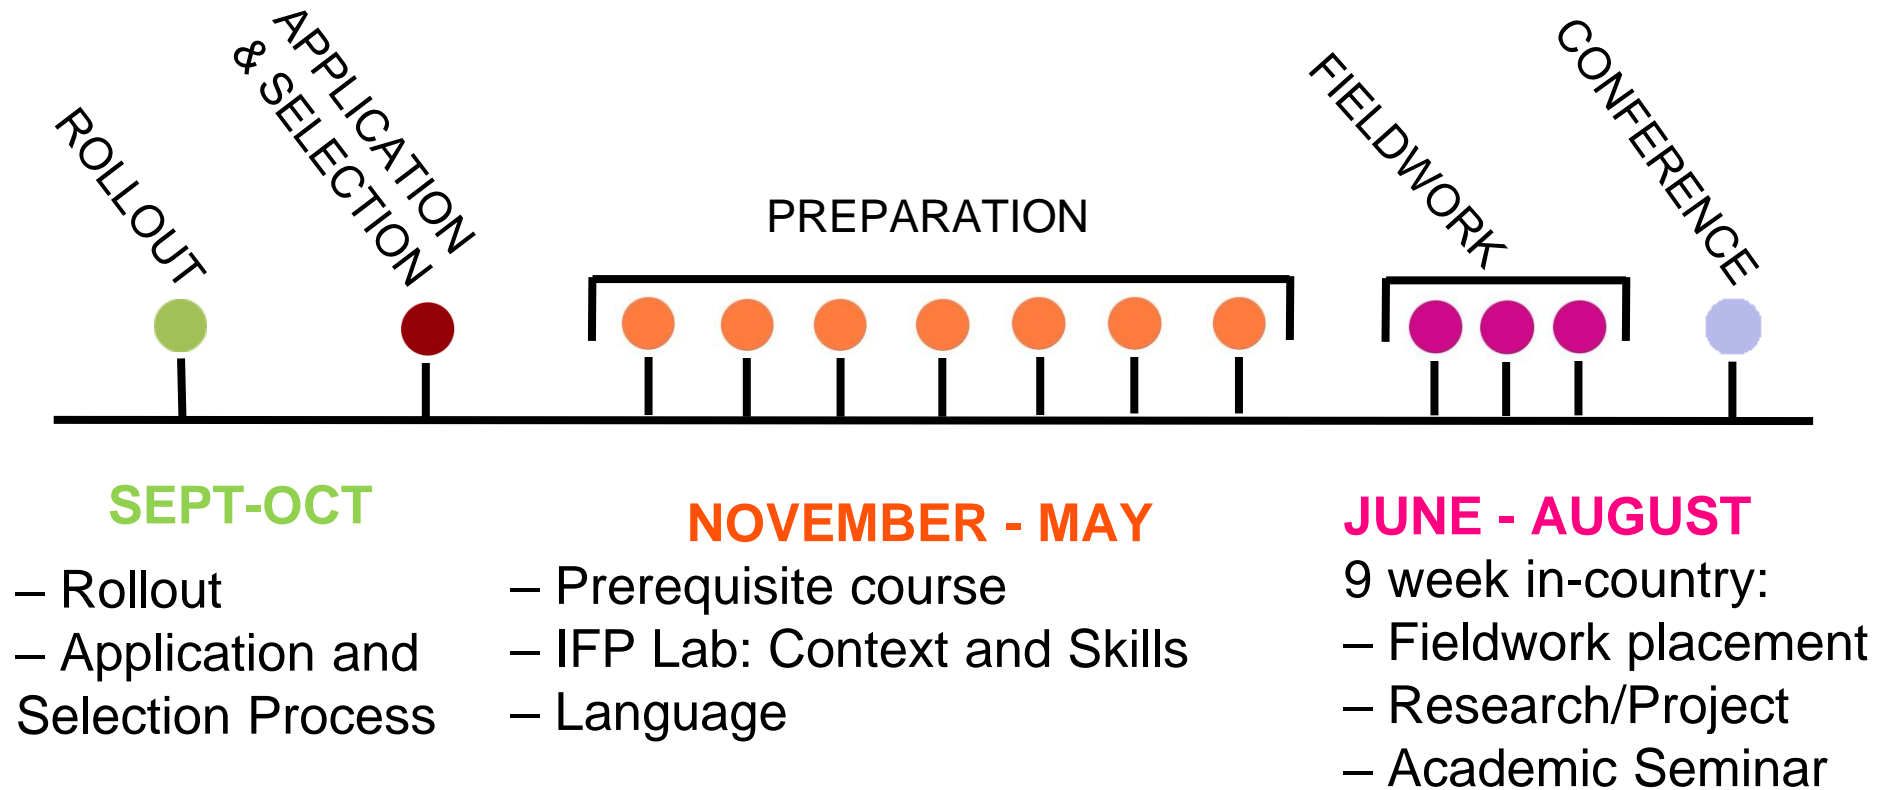 ROLLOUT
APPLICATION
& SELECTION
PREPARATION
FIELDWORK
CONFERENCE
SEPT-OCT
– Rollout
– Application and
Selection Process
NOVEMBER - MAY
– Prerequisite course
– IFP Lab: Context and Skills
– Language
JUNE - AUGUST
9 week in-country:
– Fieldwork placement
– Research/Project
– Academic Seminar